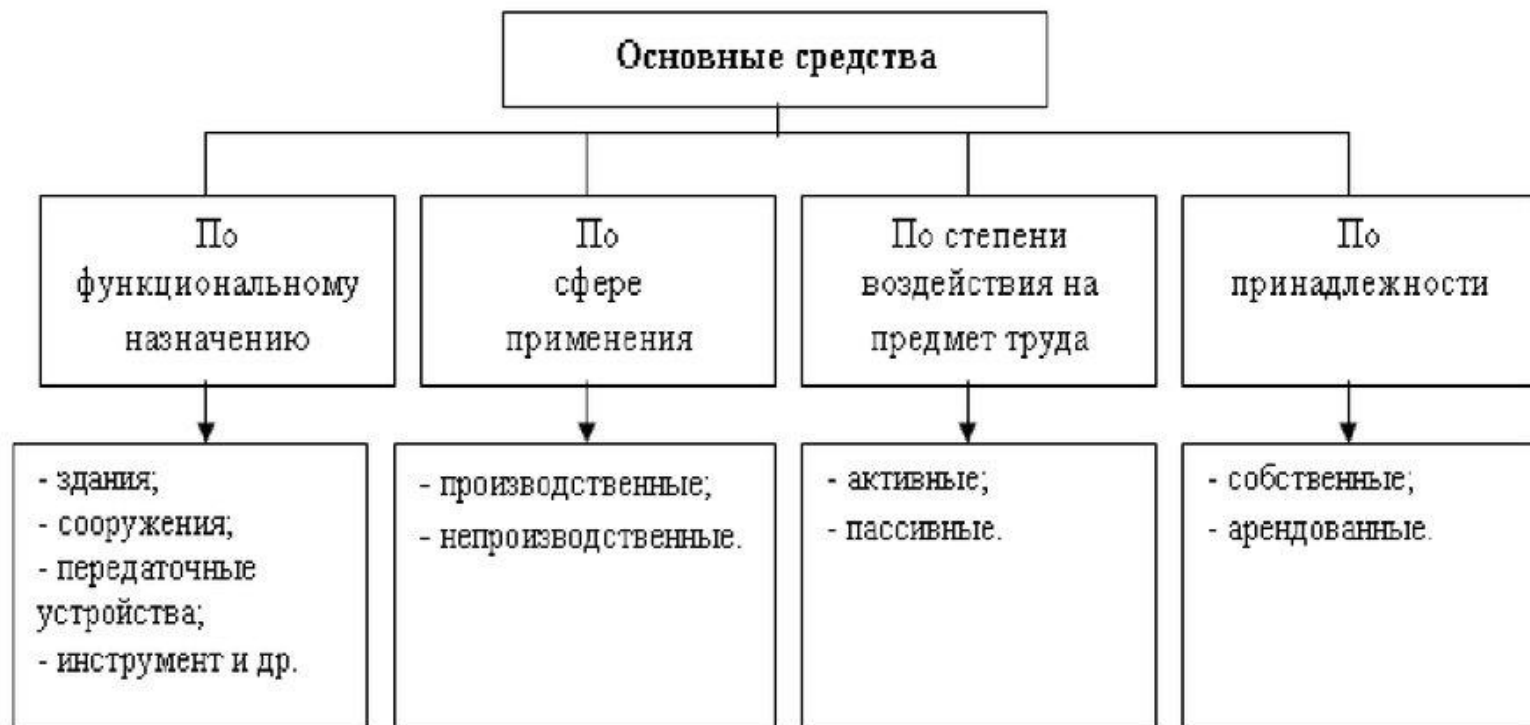 Основные средства
По
функциональному
назначению
По
сфере
применения
По степени
воздействия на
предмет труда
По
принадлежности
- здания;
- сооружения;
- передаточные
устройства;
- инструмент и др.
- производственные;
- непроизводственные.
- активные;
- пассивные.
- собственные;
- арендованные.